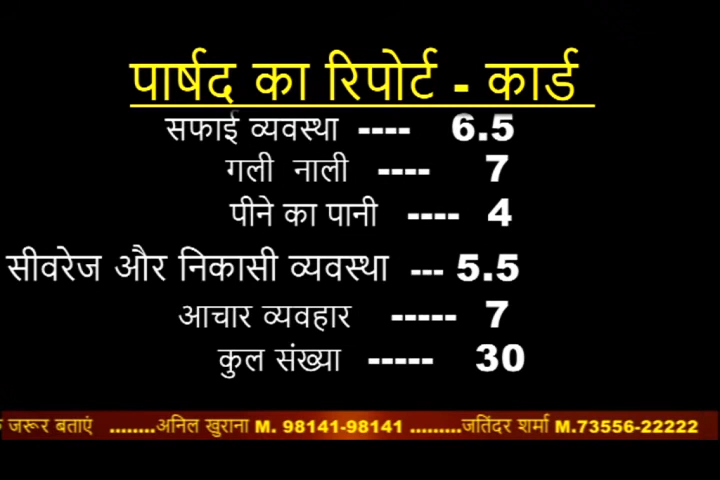 पार्षद का रिपोर्ट - कार्ड
सफाई व्यवस्था ---- 6.5
गली नाली ---- 7
पीने का पानी ---- 4
सीवरेज और निकासी व्यवस्था --- 5.5
आचार व्यवहार ----- 7
कुल संख्या ----- 30
जरूर बताएं ........अनिल खुराना M. 98141-98141 .........जतिंदर शर्मा M.73556-22222